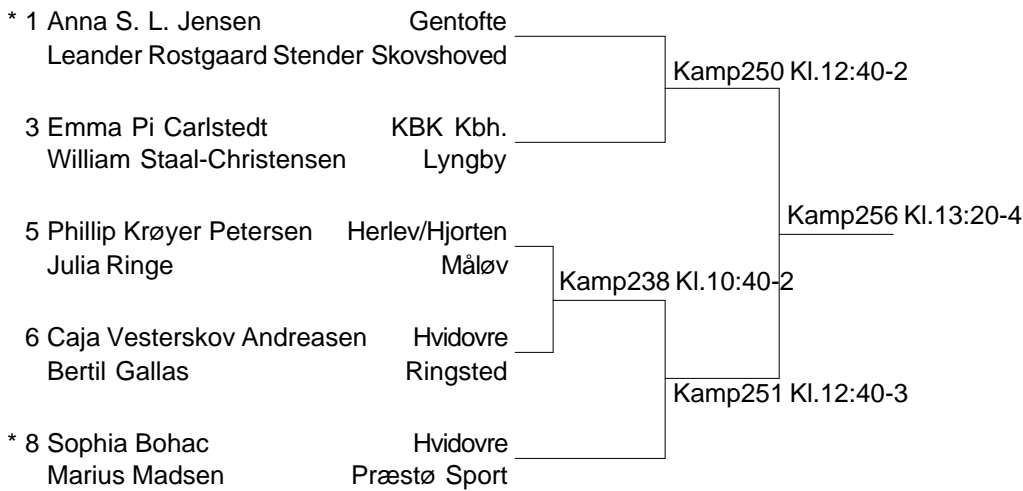 * 1 Anna S. L. Jensen Gentofte
Leander Rostgaard Stender Skovshoved
Kamp250 Kl.12:40-2
3 Emma Pi Carlstedt KBK Kbh.
William Staal-Christensen Lyngby
Kamp256 Kl.13:20-4
5 Phillip Krøyer Petersen Herlev/Hjorten
Julia Ringe Måløv
Kamp238 Kl.10:40-2
6 Caja Vesterskov Andreasen Hvidovre
Bertil Gallas Ringsted
Kamp251 Kl.12:40-3
* 8 Sophia Bohac Hvidovre
Marius Madsen Præstø Sport